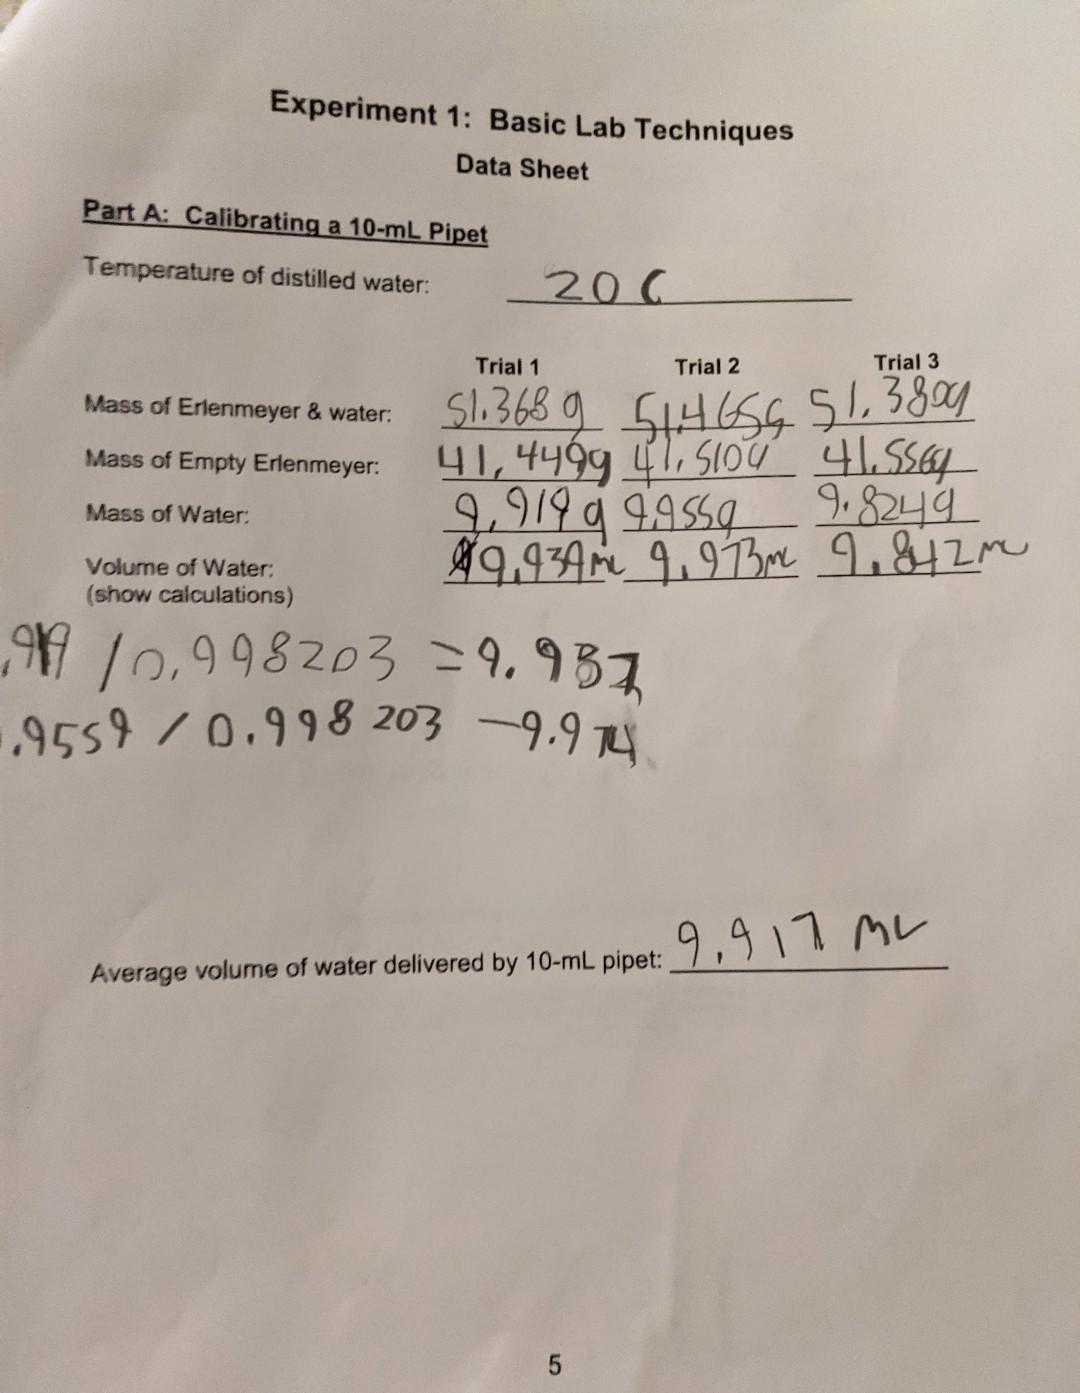 Experiment 1: Basic Lab Techniques
Data Sheet
Part A: Calibrating a 10-mL Pipet
Temperature of distilled water: 20 C
Trial 1 Trial 2 Trial 3
Mass of Erlenmeyer & water: 51.368 g 51.465g 51.380g
Mass of Empty Erlenmeyer: 41.449g 41.510g 41.556g
Mass of Water: 9.919 g 9.955g 9.824g
Volume of Water: 9.939mL 9.973mL 9.842mL
(show calculations)
.919 / 0.998203 = 9.937
.955g / 0.998203 - 9.974
Average volume of water delivered by 10-mL pipet: 9.917 mL
5